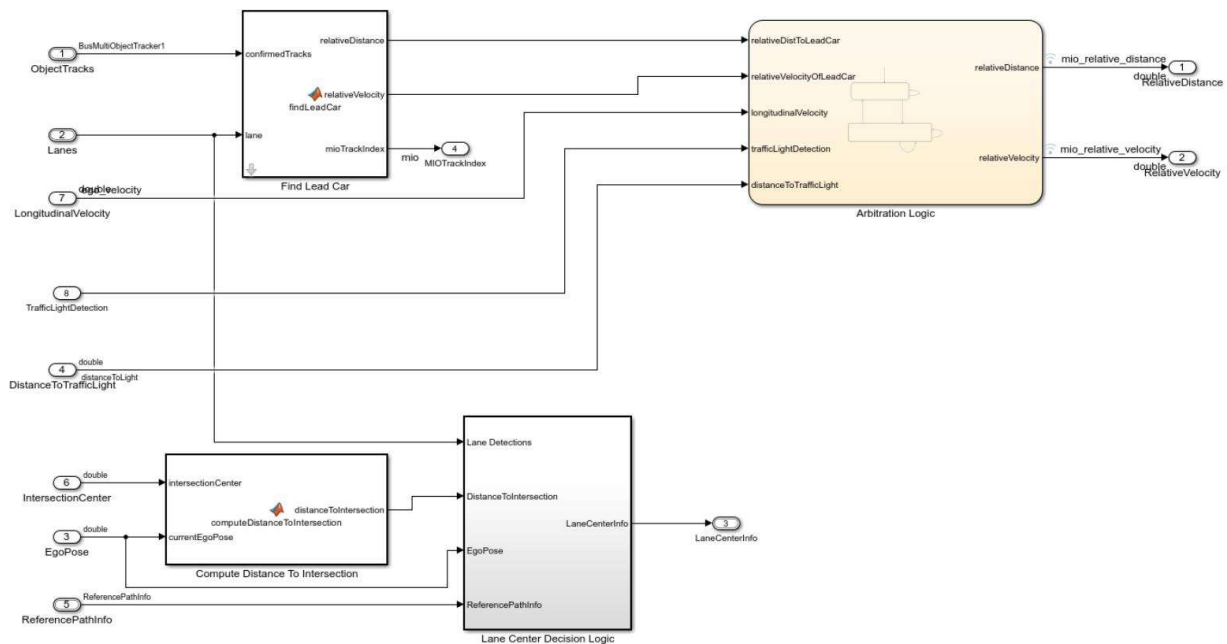 1
BusMultiObjectTracker1
ObjectTracks
2
Lanes
double
ego_velocity
7
LongitudinalVelocity
8
TrafficLightDetection
double
4
distanceToLight
DistanceToTrafficLight
confirmedTracks
relativeDistance
relativeVelocity
findLeadCar
lane
mioTrackIndex
Find Lead Car
mio
4
MIOTrackIndex
relativeDistToLeadCar
relativeVelocityOfLeadCar
longitudinalVelocity
trafficLightDetection
distanceToTrafficLight
relativeDistance
relativeVelocity
Arbitration Logic
mio_relative_distance
double
1
RelativeDistance
mio_relative_velocity
double
2
RelativeVelocity
double
6
IntersectionCenter
double
3
EgoPose
ReferencePathInfo
5
ReferencePathInfo
intersectionCenter
distanceToIntersection
computeDistanceToIntersection
currentEgoPose
Compute Distance To Intersection
Lane Detections
DistanceToIntersection
EgoPose
ReferencePathInfo
LaneCenterInfo
Lane Center Decision Logic
3
LaneCenterInfo